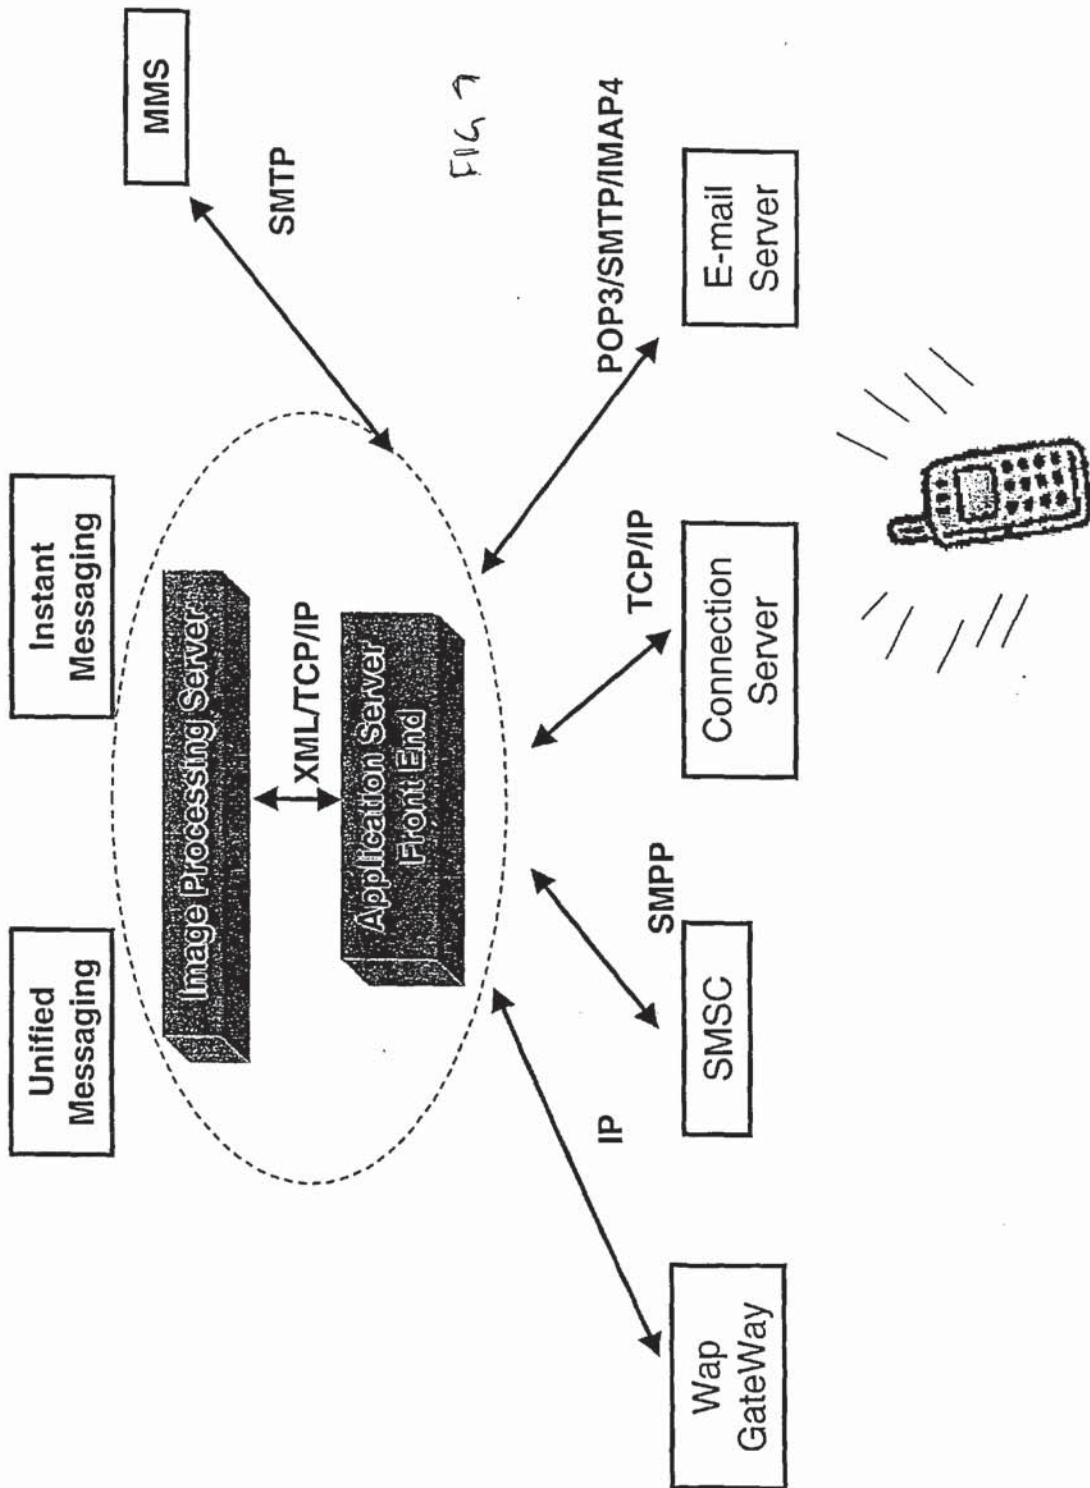 Unified
Messaging
Instant
Messaging
MMS
Image Processing Server
XML/TCP/IP
Application Server
Front End
SMTP
FIG 7
IP
SMPP
TCP/IP
POP3/SMTP/IMAP4
Wap
GateWay
SMSC
Connection
Server
E-mail
Server